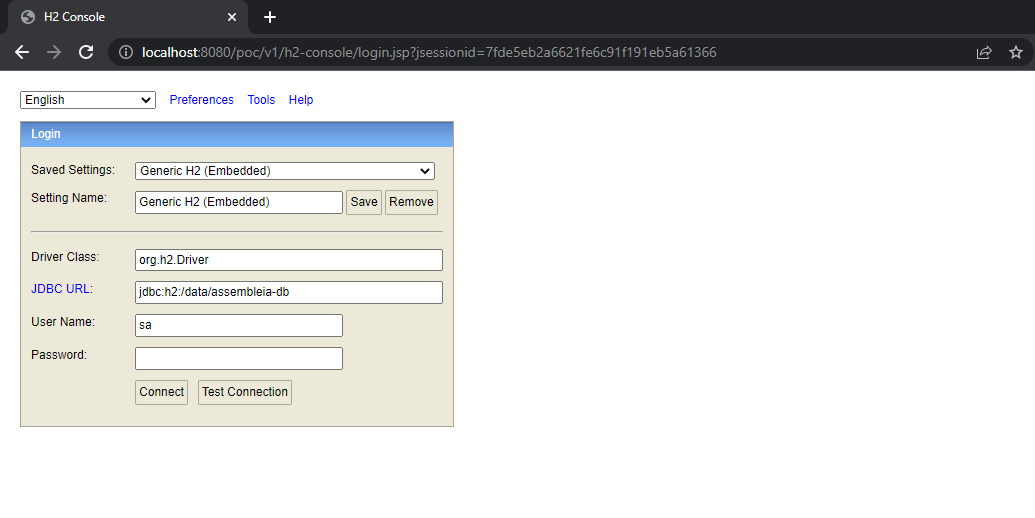 H2 Console
localhost:8080/poc/v1/h2-console/login.jsp?jsessionid=7fde5eb2a6621fe6c91f191eb5a61366
English Preferences Tools Help
Login
Saved Settings: Generic H2 (Embedded)
Setting Name: Generic H2 (Embedded) Save Remove
Driver Class: org.h2.Driver
JDBC URL: jdbc:h2:/data/assembleia-db
User Name: sa
Password:
Connect Test Connection